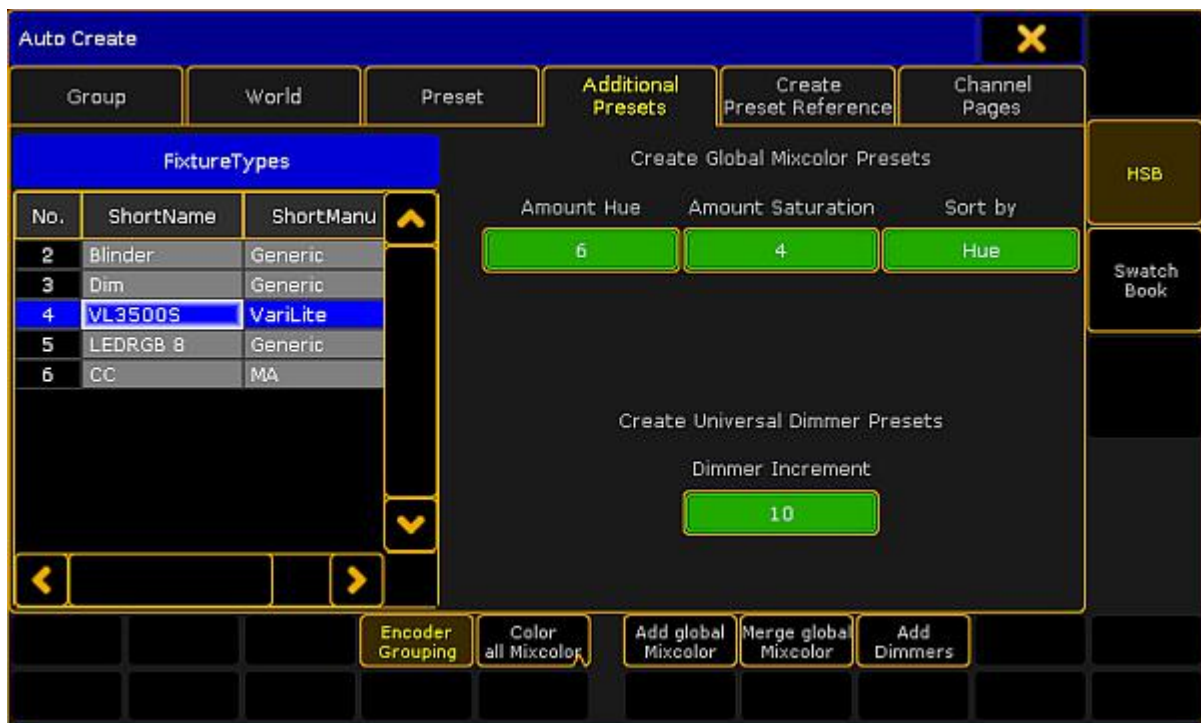 Auto Create
Group
World
Preset
Additional
Presets
Create
Preset Reference
Channel
Pages
FixtureTypes
No. ShortName ShortManu
2 Blinder Generic
3 Dim Generic
4 VL3500S VariLite
5 LEDRGB 8 Generic
6 CC MA
Create Global Mixcolor Presets
Amount Hue Amount Saturation Sort by
6 4 Hue
Create Universal Dimmer Presets
Dimmer Increment
10
HSB
Swatch
Book
Encoder
Grouping
Color
all Mixcolor
Add global
Mixcolor
Merge global
Mixcolor
Add
Dimmers